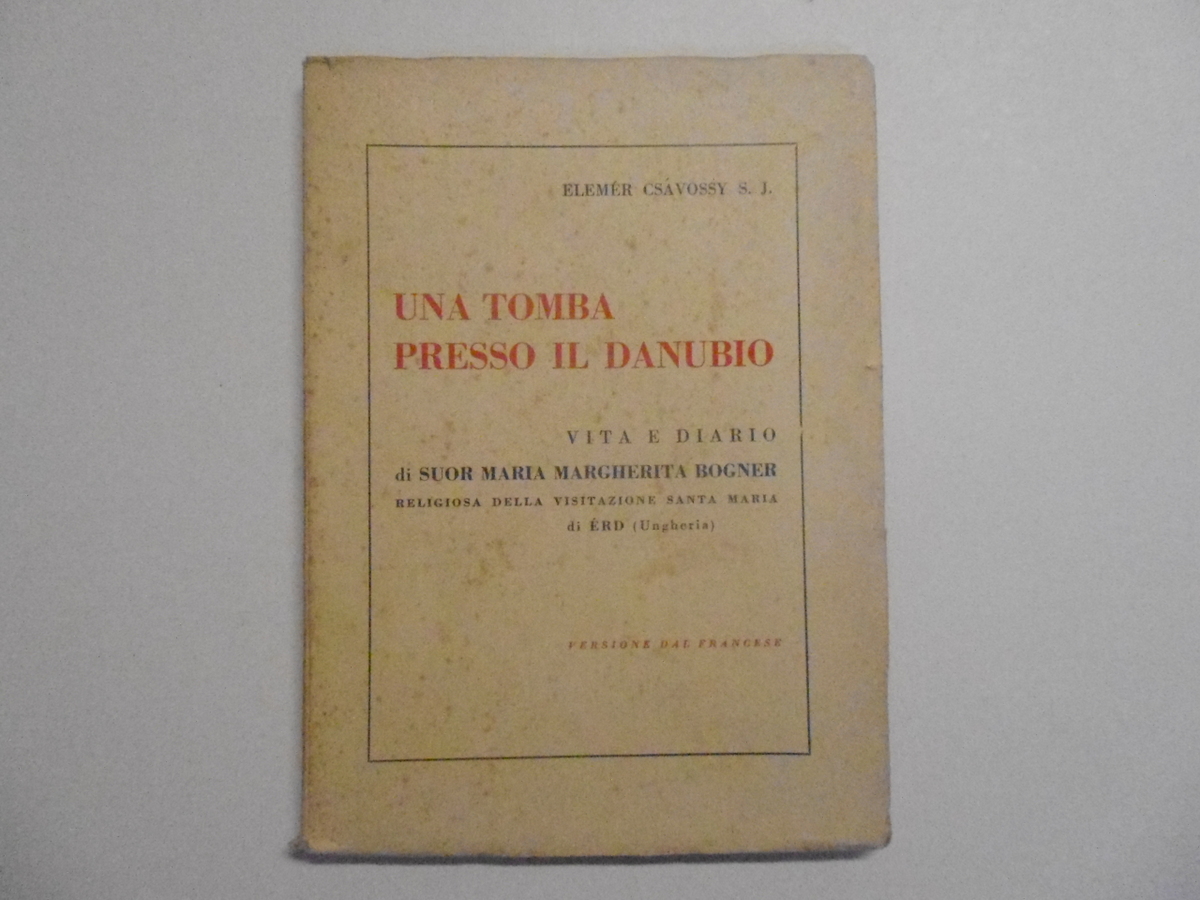 ELEMÉR CSÁVOSSY S. J.
UNA TOMBA
PRESSO IL DANUBIO
VITA E DIARIO
di SUOR MARIA MARGHERITA BOGNER
RELIGIOSA DELLA VISITAZIONE SANTA MARIA
di ÉRD (Ungheria)
VERSIONE DAL FRANCESE